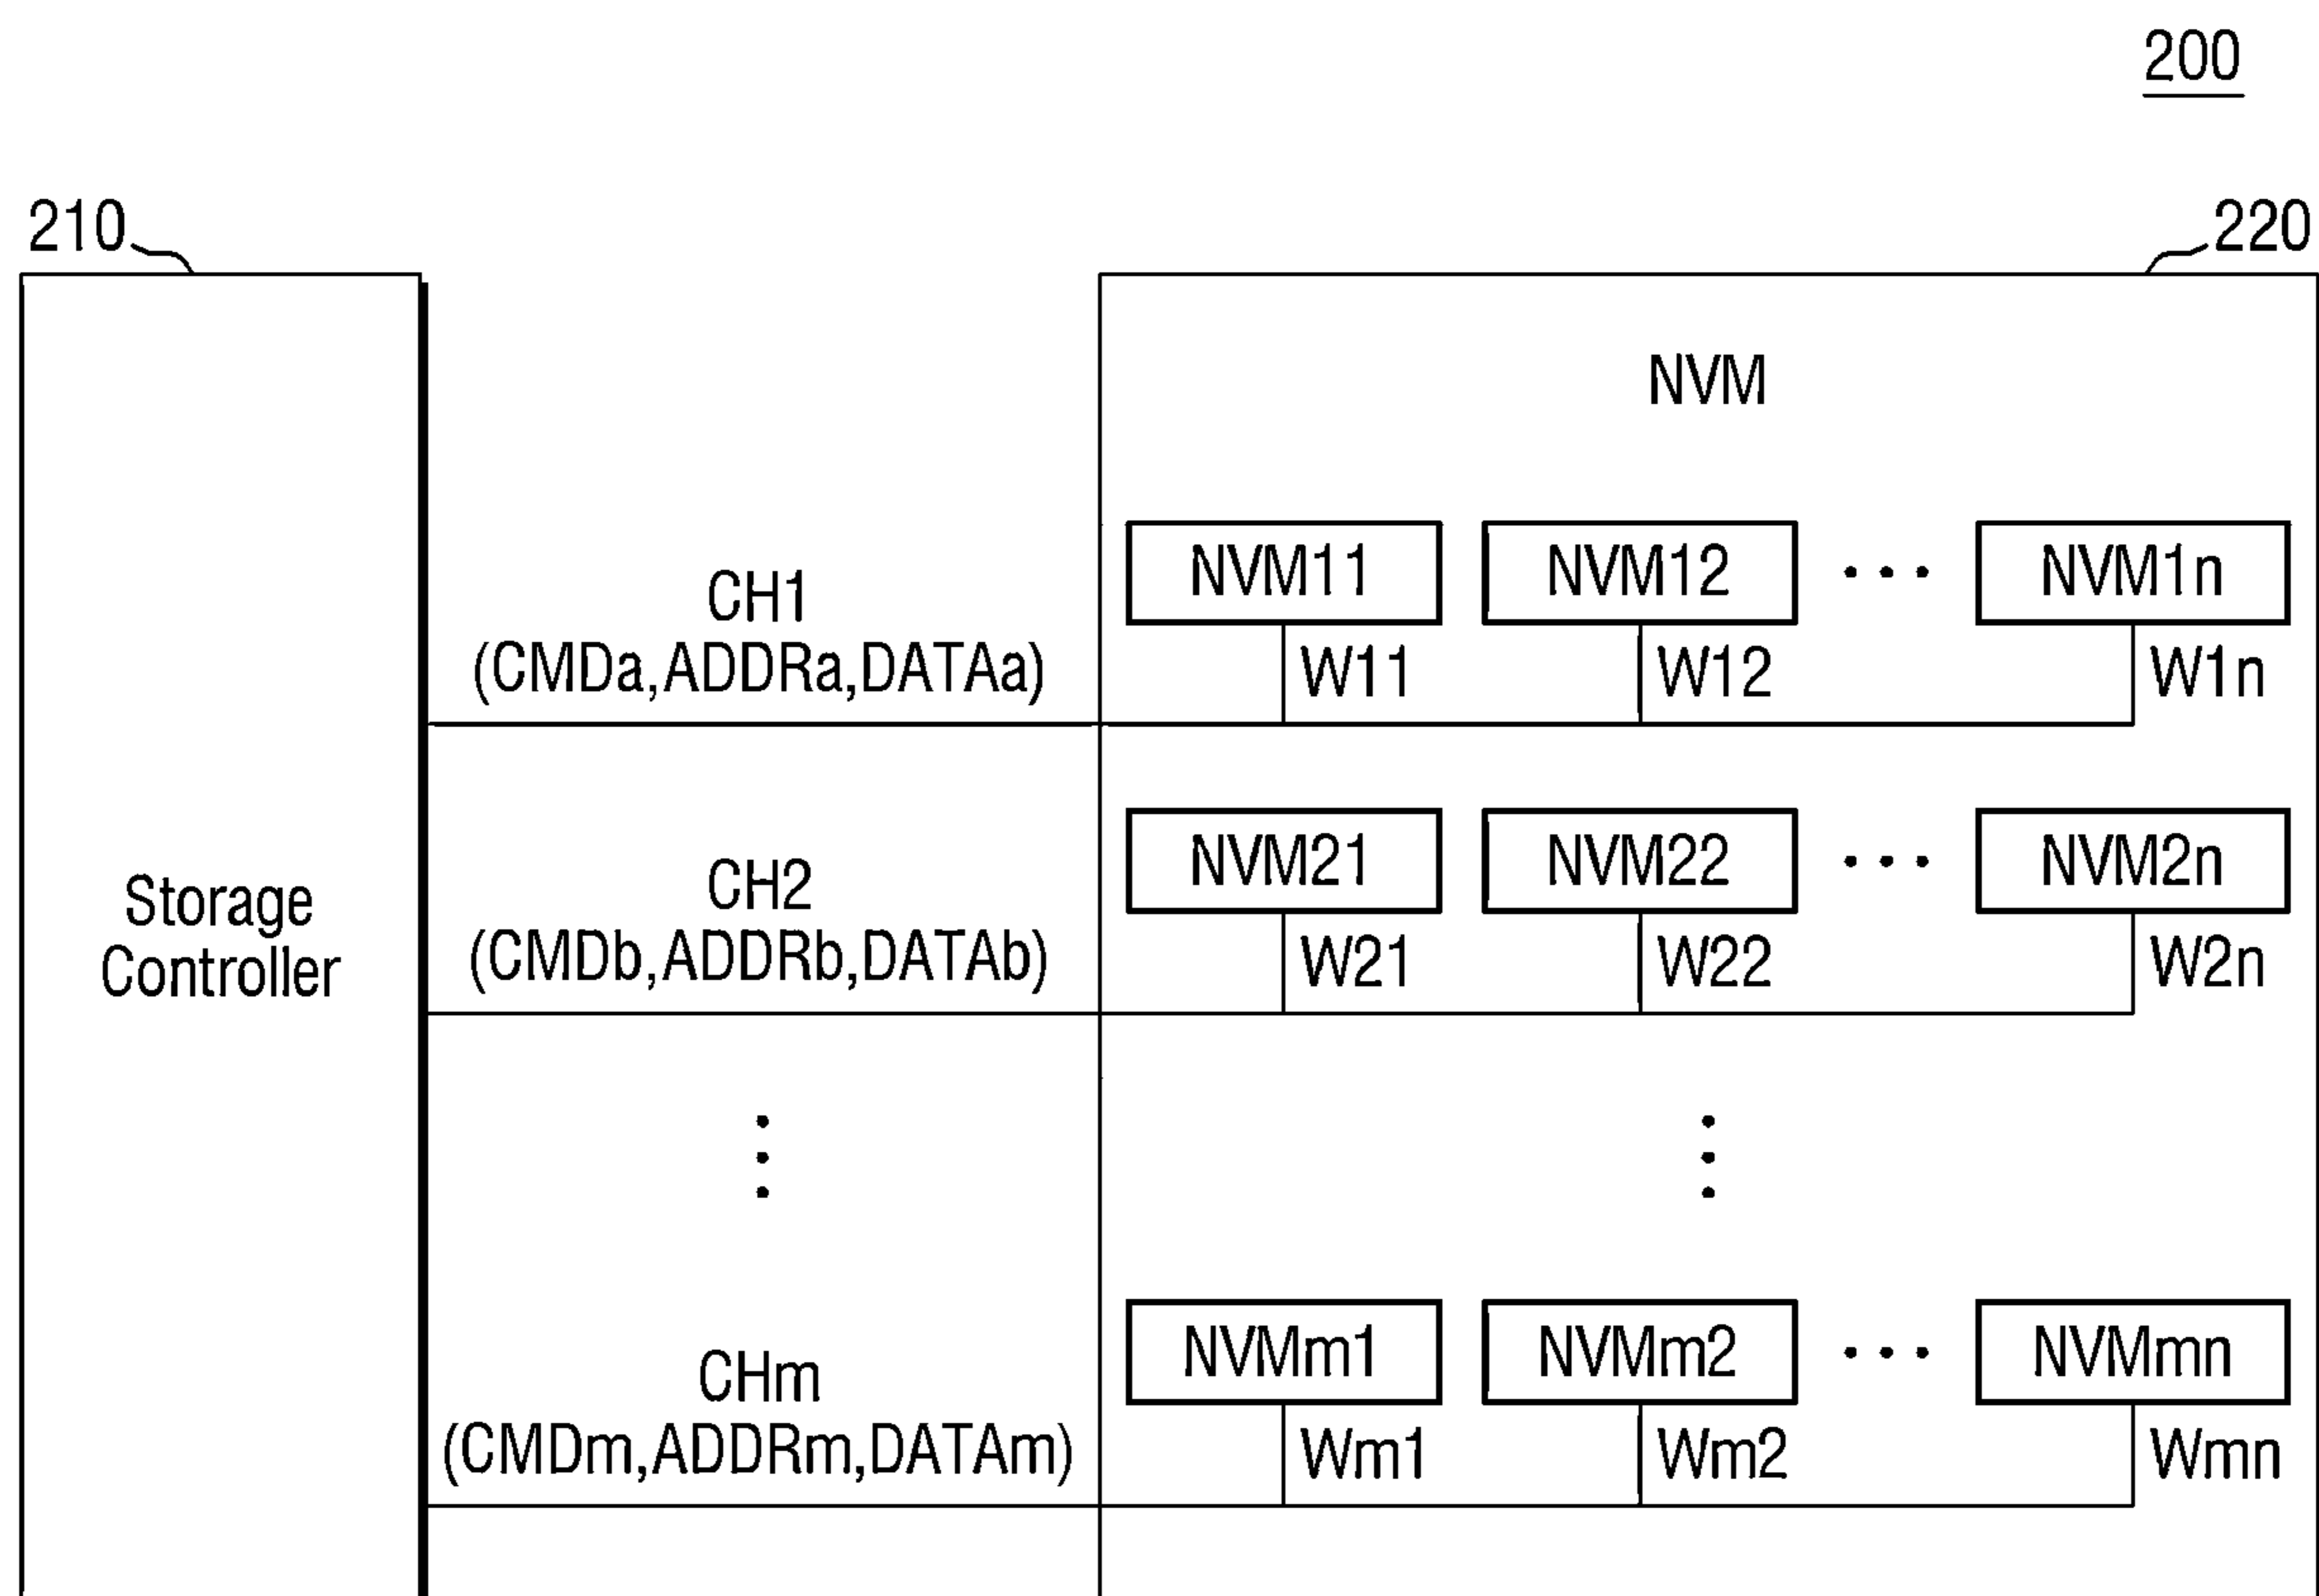 200
210
220
NVM
NVM11 NVM12 ··· NVM1n
CH1
(CMDa,ADDRa,DATAa)
W11 W12 W1n
NVM21 NVM22 ··· NVM2n
CH2
(CMDb,ADDRb,DATAb)
W21 W22 W2n
Storage
Controller
NVMm1 NVMm2 ··· NVMmn
CHm
(CMDm,ADDRm,DATAm)
Wm1 Wm2 Wmn